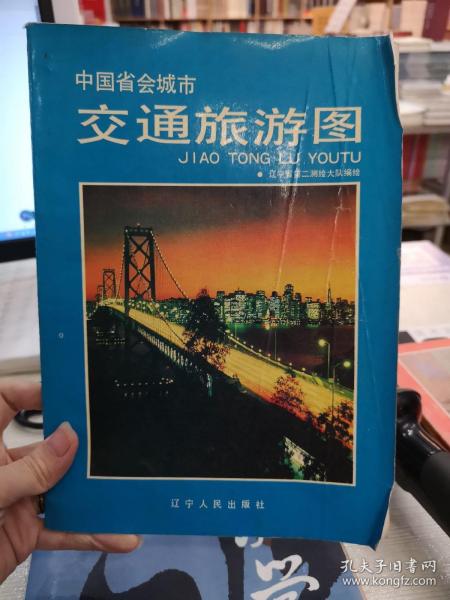 中国省会城市
交通旅游图
JIAO TONG LU YOUTU
●辽宁省第二测绘大队编绘
辽宁人民出版社
学
孔夫子旧书网
www.kongfz.com